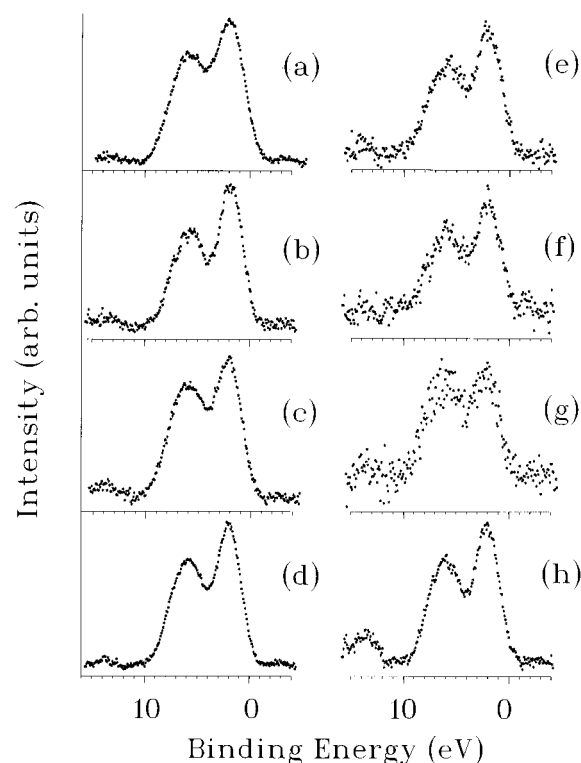 (a)
(e)
(b)
(f)
(c)
(g)
(d)
(h)
Intensity (arb. units)
10 0 10 0
Binding Energy (eV)